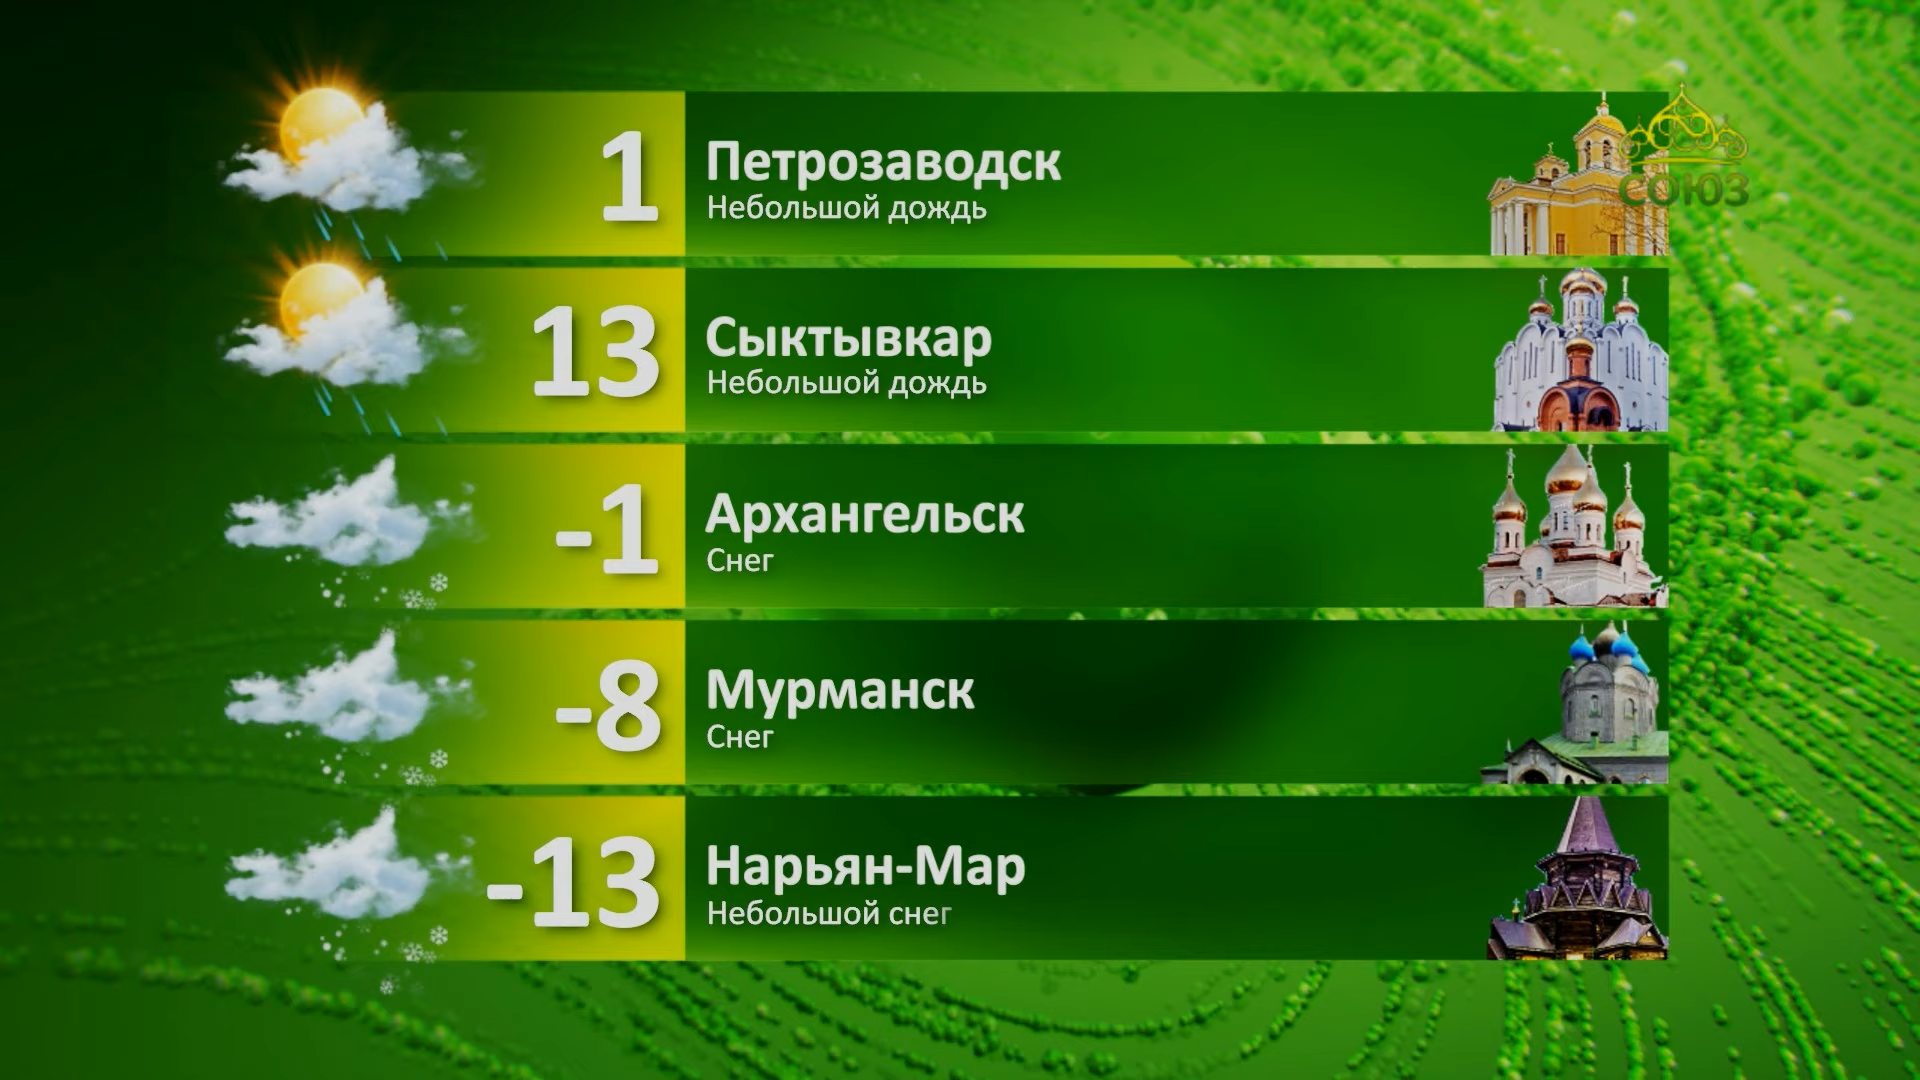 1
Петрозаводск
Небольшой дождь
СОЮЗ
13
Сыктывкар
Небольшой дождь
-1
Архангельск
Снег
-8
Мурманск
Снег
-13
Нарьян-Мар
Небольшой снег